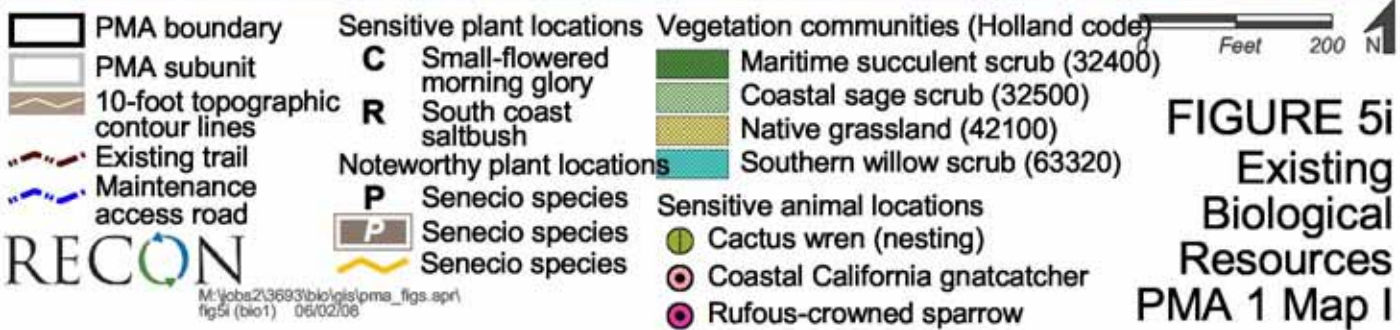 PMA boundary
PMA subunit
10-foot topographic
contour lines
Existing trail
Maintenance
access road
RECON
M:\jobs2\3693\bio\gis\pma_figs.apr\
fig5i (bio1) 06/02/06
Sensitive plant locations
C Small-flowered
morning glory
R South coast
saltbush
Noteworthy plant locations
P Senecio species
P Senecio species
Senecio species
Vegetation communities (Holland code)
Maritime succulent scrub (32400)
Coastal sage scrub (32500)
Native grassland (42100)
Southern willow scrub (63320)
Sensitive animal locations
Cactus wren (nesting)
Coastal California gnatcatcher
Rufous-crowned sparrow
0 Feet 200 N
FIGURE 5i
Existing
Biological
Resources
PMA 1 Map I